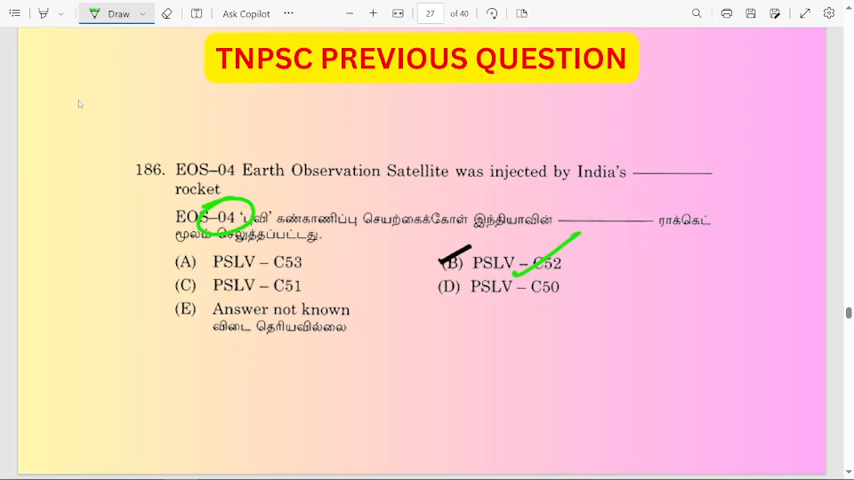 Draw
Ask Copilot
27 of 40
TNPSC PREVIOUS QUESTION
186. EOS–04 Earth Observation Satellite was injected by India's ————
rocket
EOS–04 'புவி' கண்காணிப்பு செயற்கைக்கோள் இந்தியாவின் ———— ராக்கெட்
மூலம் செலுத்தப்பட்டது.
(A) PSLV – C53 (B) PSLV – C52
(C) PSLV – C51 (D) PSLV – C50
(E) Answer not known
விடை தெரியவில்லை